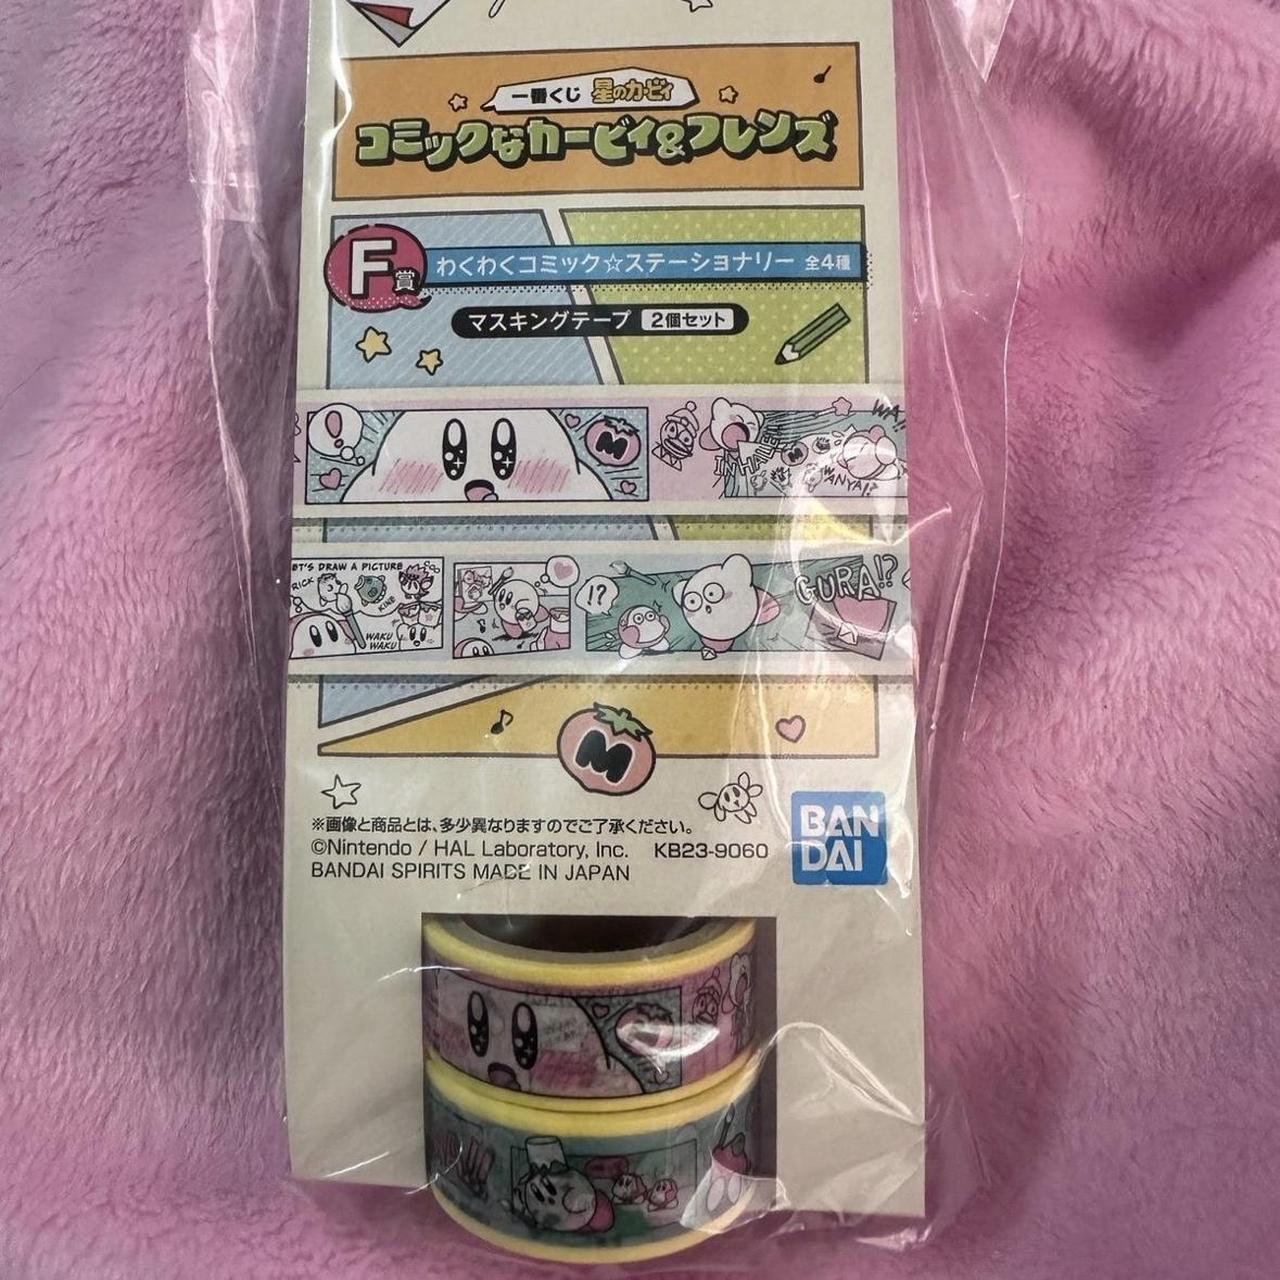 一番くじ 星のカービィ
コミックなカービィ&フレンズ
F賞 わくわくコミック☆ステーショナリー 全4種
マスキングテープ 2個セット
WA!!
M
INHALE!!
WANYA!?
LET'S DRAW A PICTURE
RICK
KINE
WAKU
WAKU
!?
GURA!?
M
※画像と商品とは、多少異なりますのでご了承ください。
©Nintendo / HAL Laboratory, Inc. KB23-9060
BANDAI SPIRITS MADE IN JAPAN
BAN
DAI